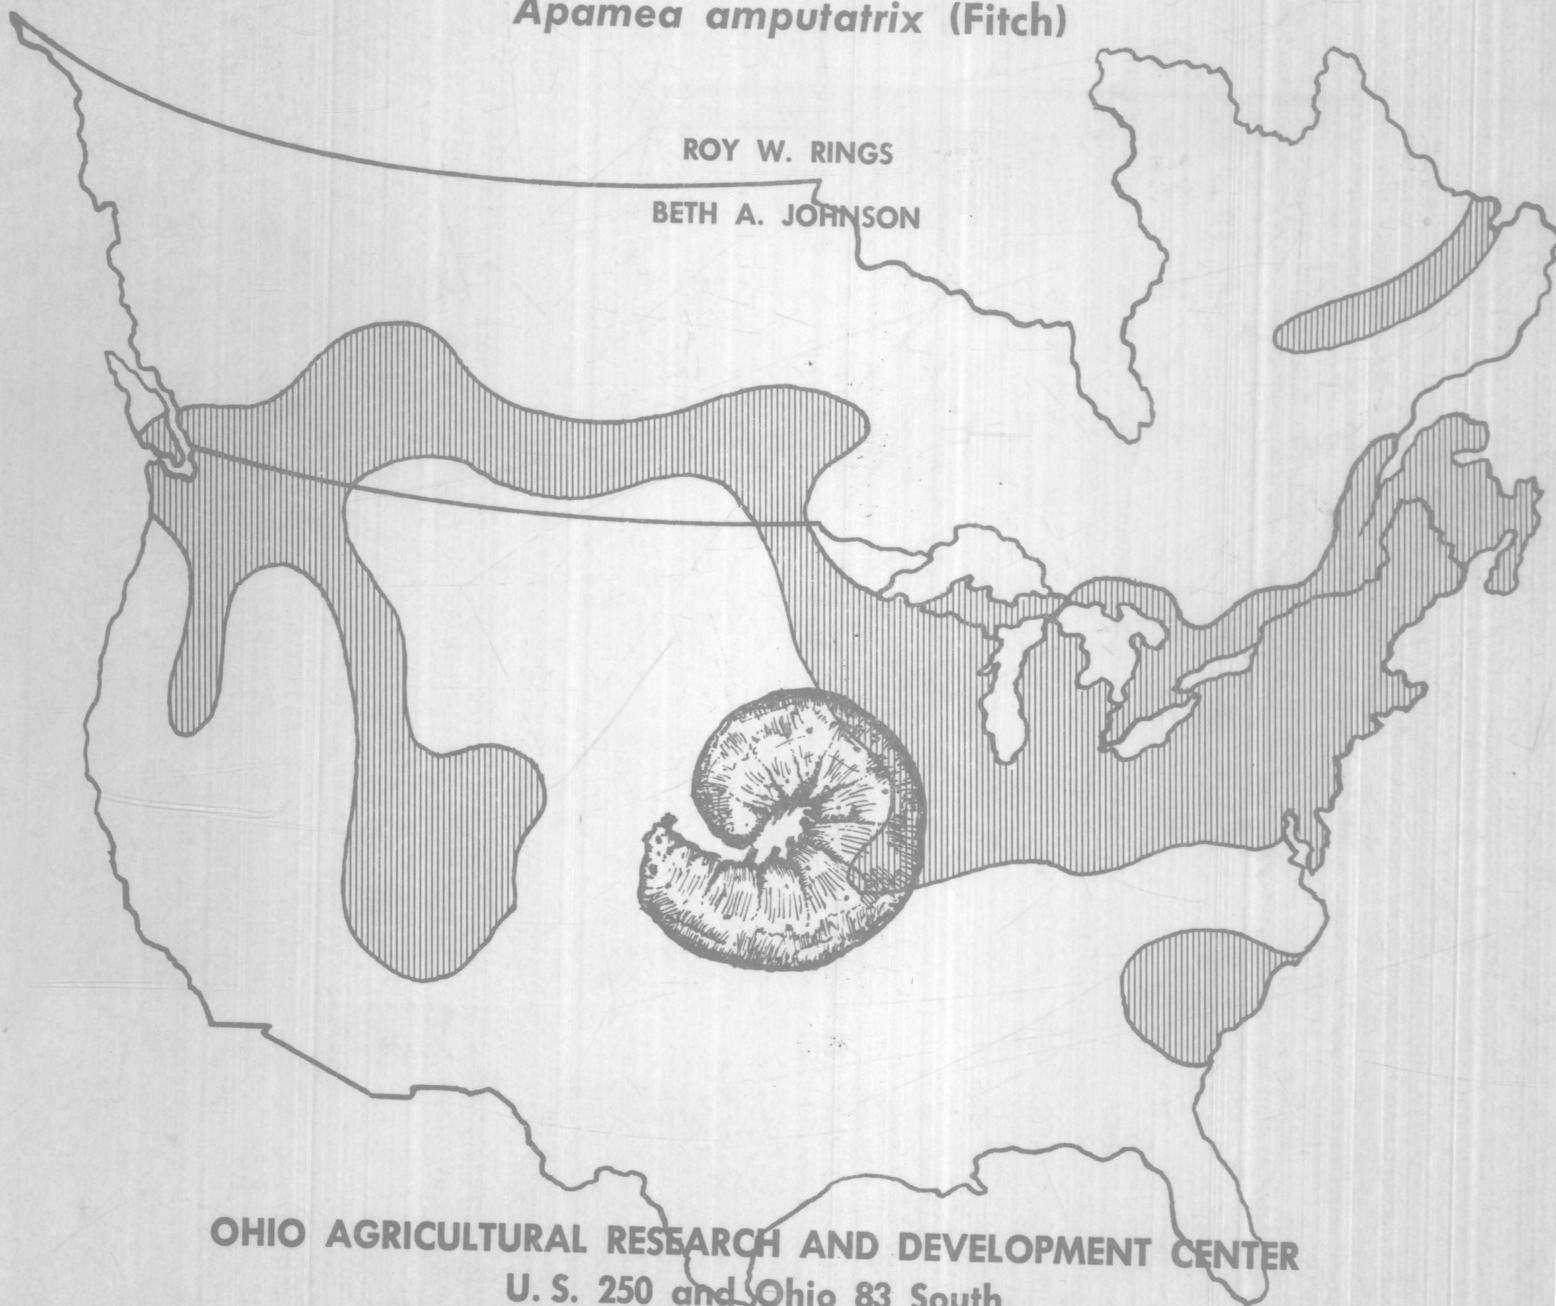 Apamea amputatrix (Fitch)
ROY W. RINGS
BETH A. JOHNSON
OHIO AGRICULTURAL RESEARCH AND DEVELOPMENT CENTER
U. S. 250 and Ohio 83 South